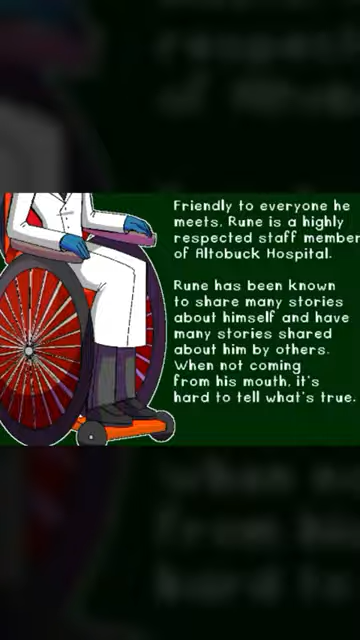 Friendly to everyone he
meets, Rune is a highly
respected staff member
of Altobuck Hospital.
Rune has been known
to share many stories
about himself and have
many stories shared
about him by others.
When not coming
from his mouth, it's
hard to tell what's true.